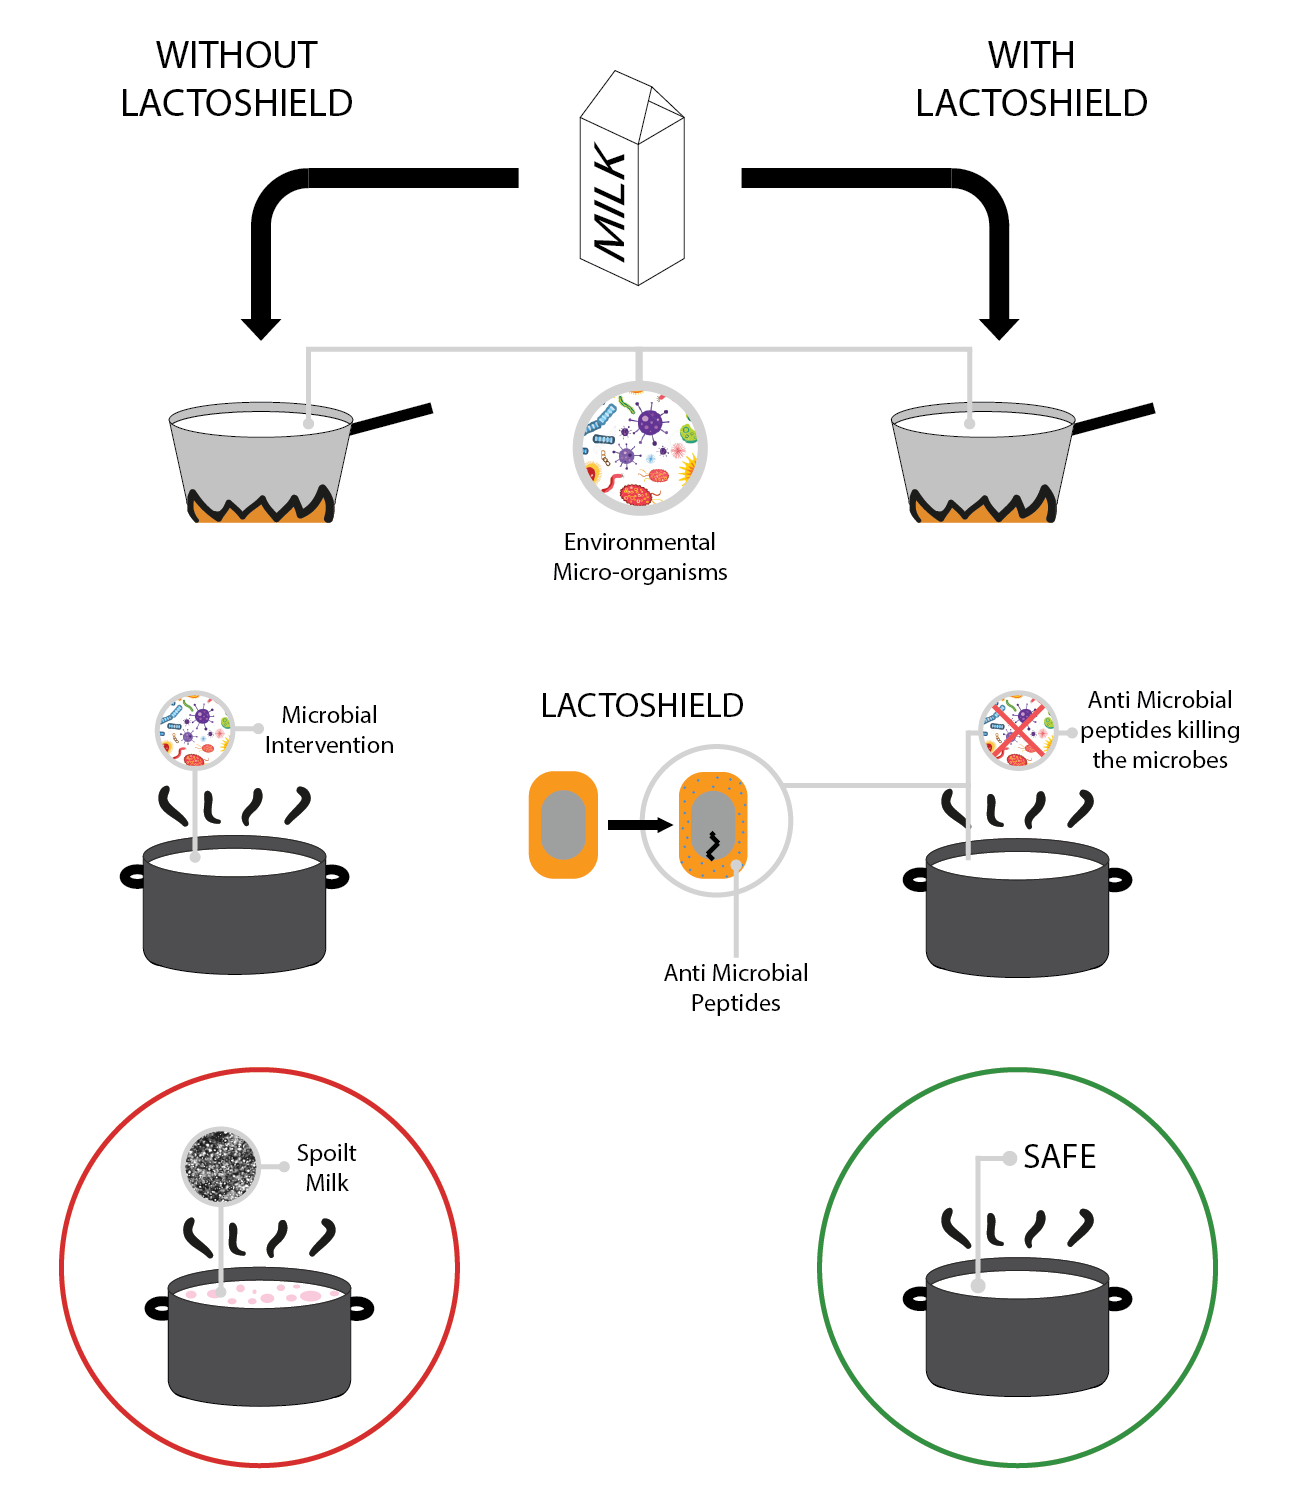 WITHOUT
LACTOSHIELD
WITH
LACTOSHIELD
MILK
Environmental
Micro-organisms
Microbial
Intervention
LACTOSHIELD
Anti Microbial
peptides killing
the microbes
Anti Microbial
Peptides
Spoilt
Milk
SAFE